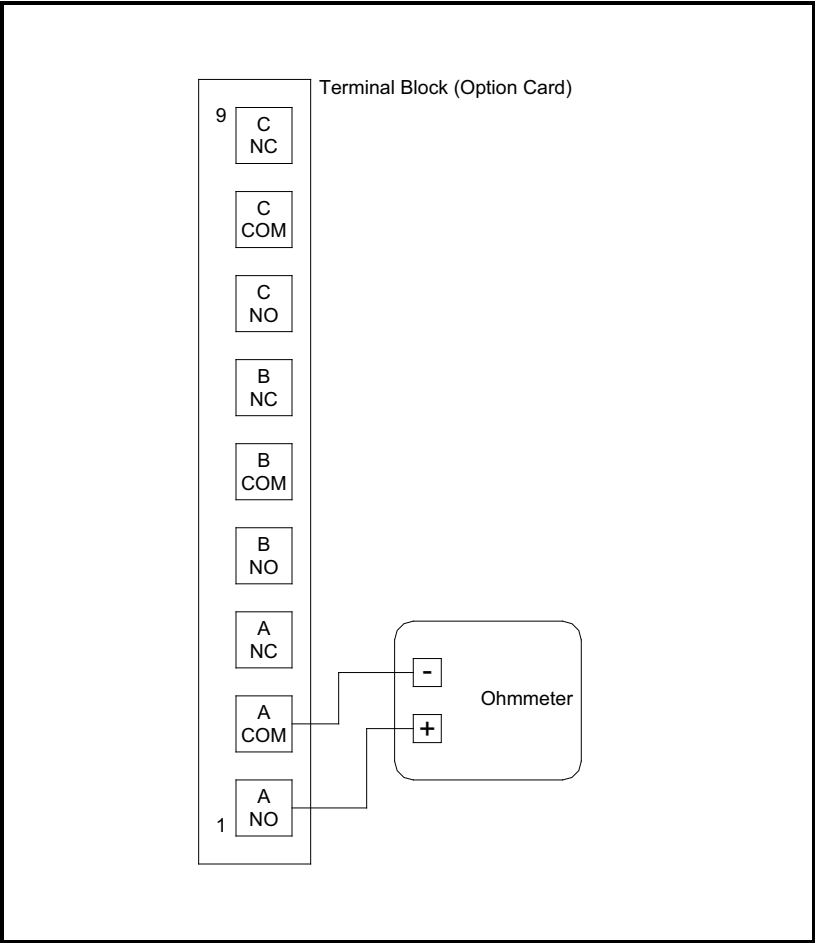 Terminal Block (Option Card)
9
C
NC
C
COM
C
NO
B
NC
B
COM
B
NO
A
NC
-
Ohmmeter
A
COM
+
A
NO
1